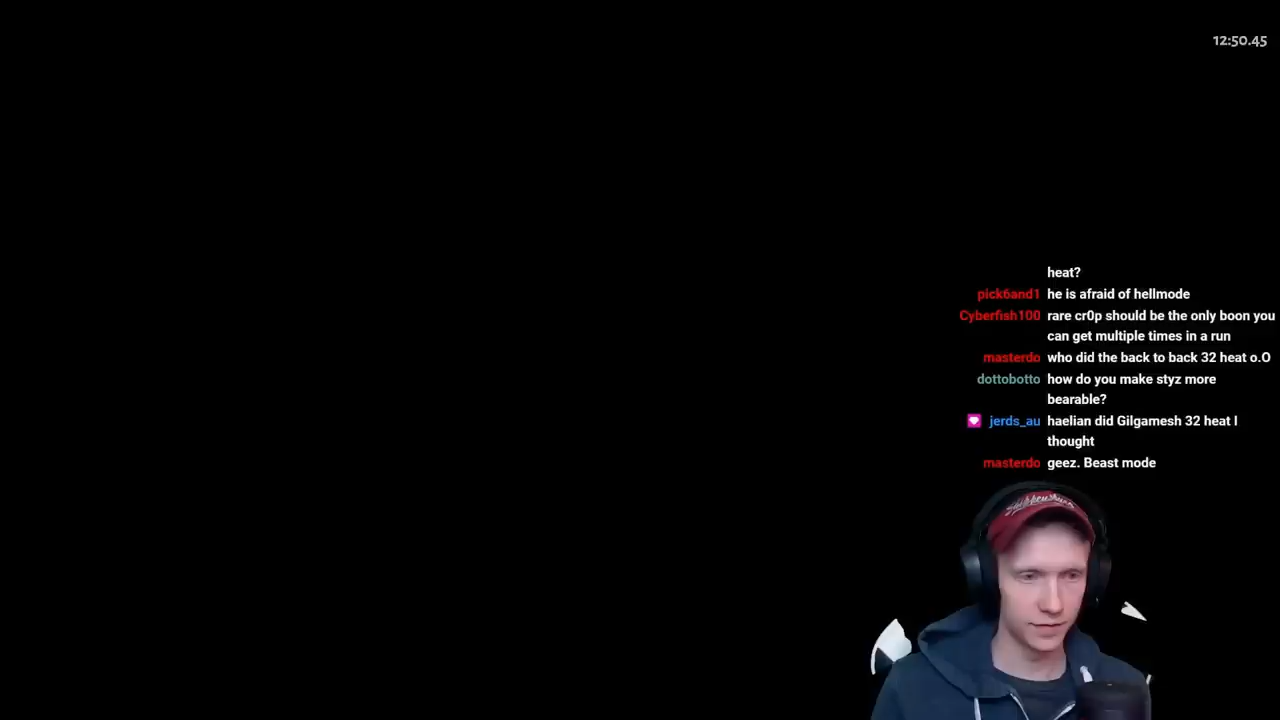 12:50.45
heat?
pick6and1 he is afraid of hellmode
Cyberfish100 rare cr0p should be the only boon you
can get multiple times in a run
masterdo who did the back to back 32 heat o.O
dottobotto how do you make styz more
bearable?
jerds_au haelian did Gilgamesh 32 heat I
thought
masterdo geez. Beast mode